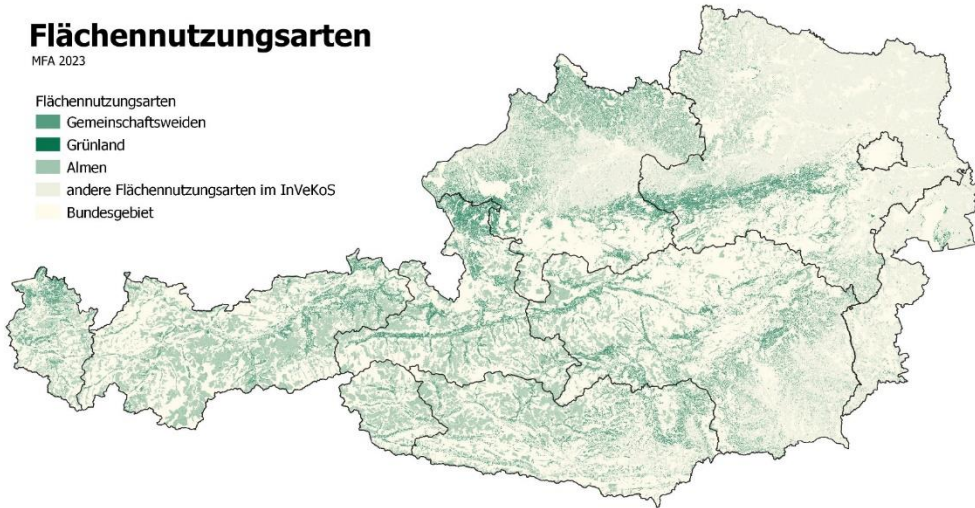 Flächennutzungsarten
MFA 2023
Flächennutzungsarten
Gemeinschaftsweiden
Grünland
Almen
andere Flächennutzungsarten im InVeKoS
Bundesgebiet